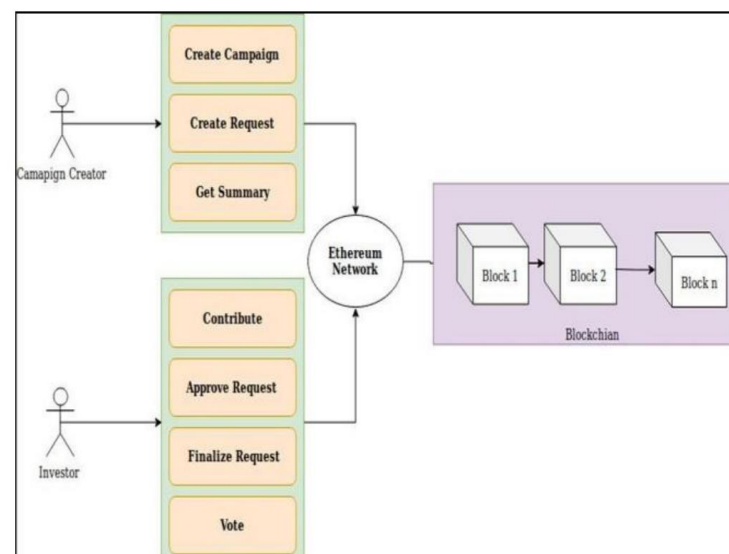 Create Campaign
Create Request
Get Summary
Camapign Creator
Ethereum
Network
Block 1
Block 2
Block n
Blockchian
Contribute
Approve Request
Finalize Request
Vote
Investor